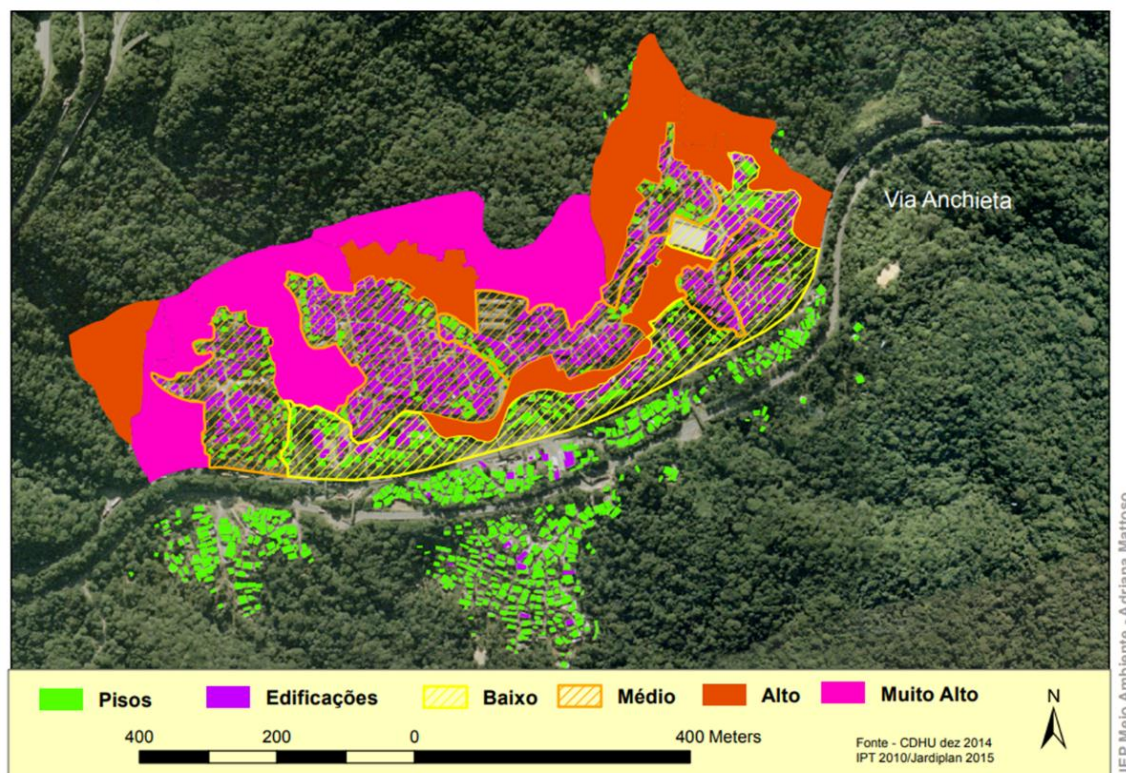 Via Anchieta
Pisos
Edificações
Baixo
Médio
Alto
Muito Alto
N
400 200 0 400 Meters
Fonte - CDHU dez 2014
IPT 2010/Jardiplan 2015
Meio Ambiente - Adriana Mattoso